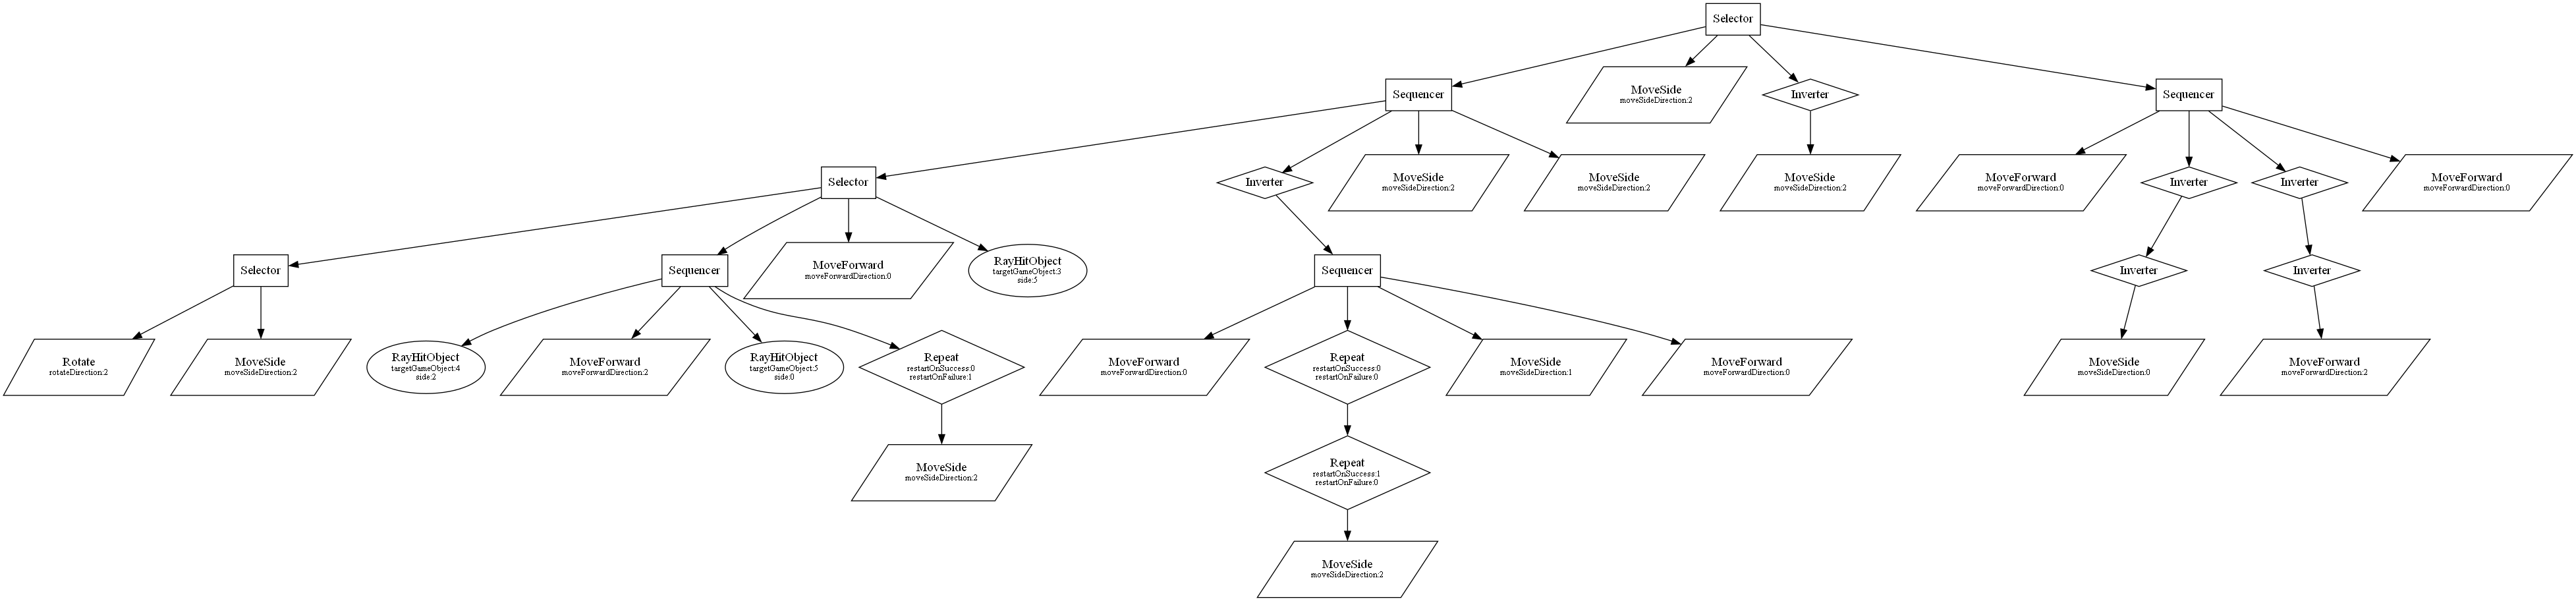 Selector
Sequencer
MoveSide
moveSideDirection:2
Inverter
Sequencer
Selector
Inverter
MoveSide
moveSideDirection:2
MoveSide
moveSideDirection:2
MoveSide
moveSideDirection:2
MoveForward
moveForwardDirection:0
Inverter
Inverter
MoveForward
moveForwardDirection:0
Selector
Sequencer
MoveForward
moveForwardDirection:0
RayHitObject
targetGameObject:3
side:5
Sequencer
Inverter
Inverter
Rotate
rotateDirection:2
MoveSide
moveSideDirection:2
RayHitObject
targetGameObject:4
side:2
MoveForward
moveForwardDirection:2
RayHitObject
targetGameObject:5
side:0
Repeat
restartOnSuccess:0
restartOnFailure:1
MoveForward
moveForwardDirection:0
Repeat
restartOnSuccess:0
restartOnFailure:0
MoveSide
moveSideDirection:1
MoveForward
moveForwardDirection:0
MoveSide
moveSideDirection:0
MoveForward
moveForwardDirection:2
MoveSide
moveSideDirection:2
Repeat
restartOnSuccess:1
restartOnFailure:0
MoveSide
moveSideDirection:2